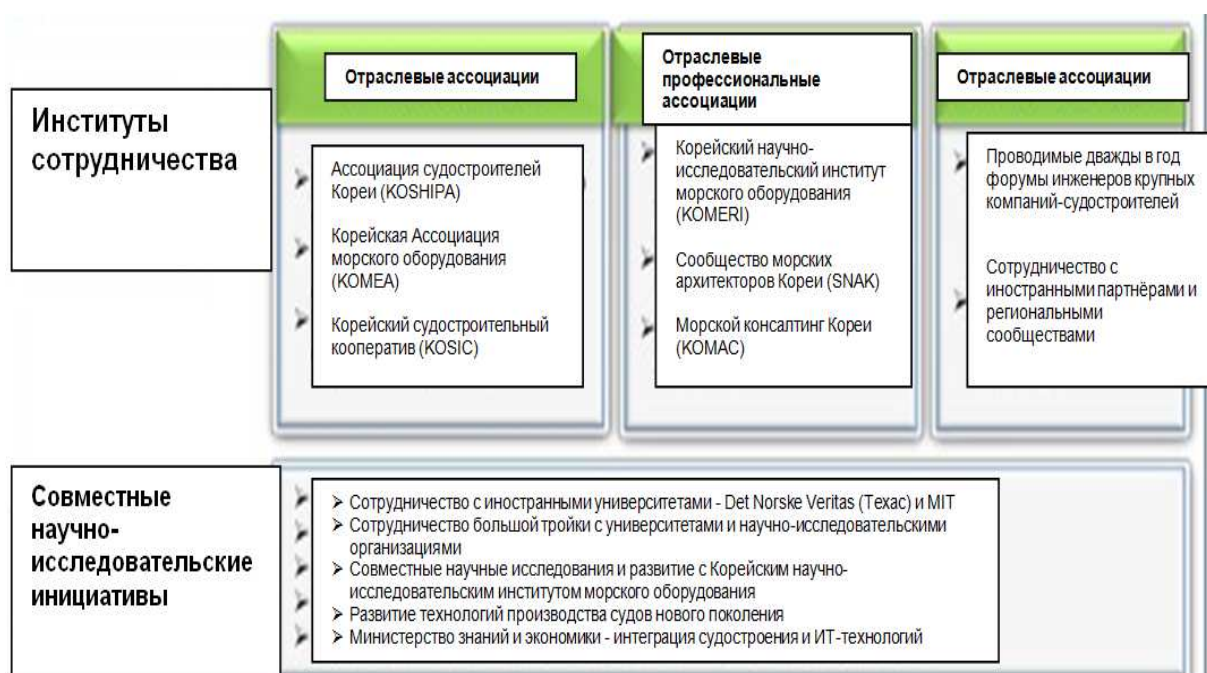 Институты
сотрудничества
Отраслевые ассоциации
Ассоциация судостроителей
Кореи (KOSHIPA)
Корейская Ассоциация
морского оборудования
(KOMEA)
Корейский судостроительный
кооператив (KOSIC)
Отраслевые
профессиональные
ассоциации
Корейский научно-
исследовательский институт
морского оборудования
(KOMERI)
Сообщество морских
архитекторов Кореи (SNAK)
Морской консалтинг Кореи
(KOMAC)
Отраслевые ассоциации
Проводимые дважды в год
форумы инженеров крупных
компаний-судостроителей
Сотрудничество с
иностранными партнёрами и
региональными
сообществами
Совместные
научно-
исследовательские
инициативы
Сотрудничество с иностранными университетами - Det Norske Veritas (Техас) и MIT
Сотрудничество большой тройки с университетами и научно-исследовательскими
организациями
Совместные научные исследования и развитие с Корейским научно-
исследовательским институтом морского оборудования
Развитие технологий производства судов нового поколения
Министерство знаний и экономики - интеграция судостроения и ИТ-технологий